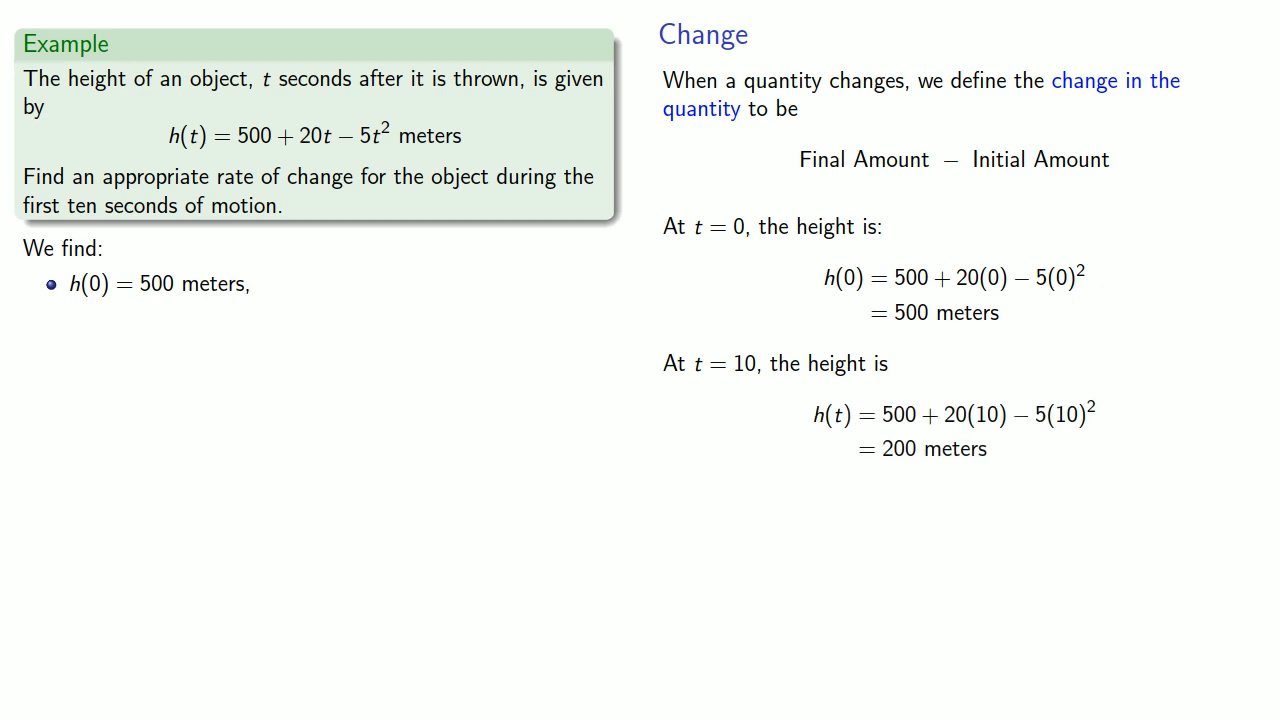 Example
The height of an object, t seconds after it is thrown, is given
by
h(t) = 500 + 20t − 5t² meters
Find an appropriate rate of change for the object during the
first ten seconds of motion.
We find:
h(0) = 500 meters,
Change
When a quantity changes, we define the change in the
quantity to be
Final Amount − Initial Amount
At t = 0, the height is:
h(0) = 500 + 20(0) − 5(0)²
= 500 meters
At t = 10, the height is
h(t) = 500 + 20(10) − 5(10)²
= 200 meters